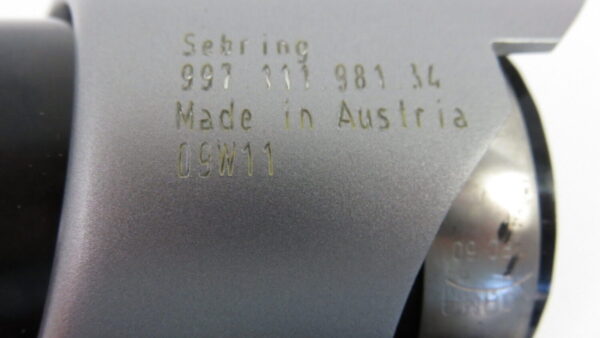 Sebring
997 111 981 34
Made in Austria
09W11